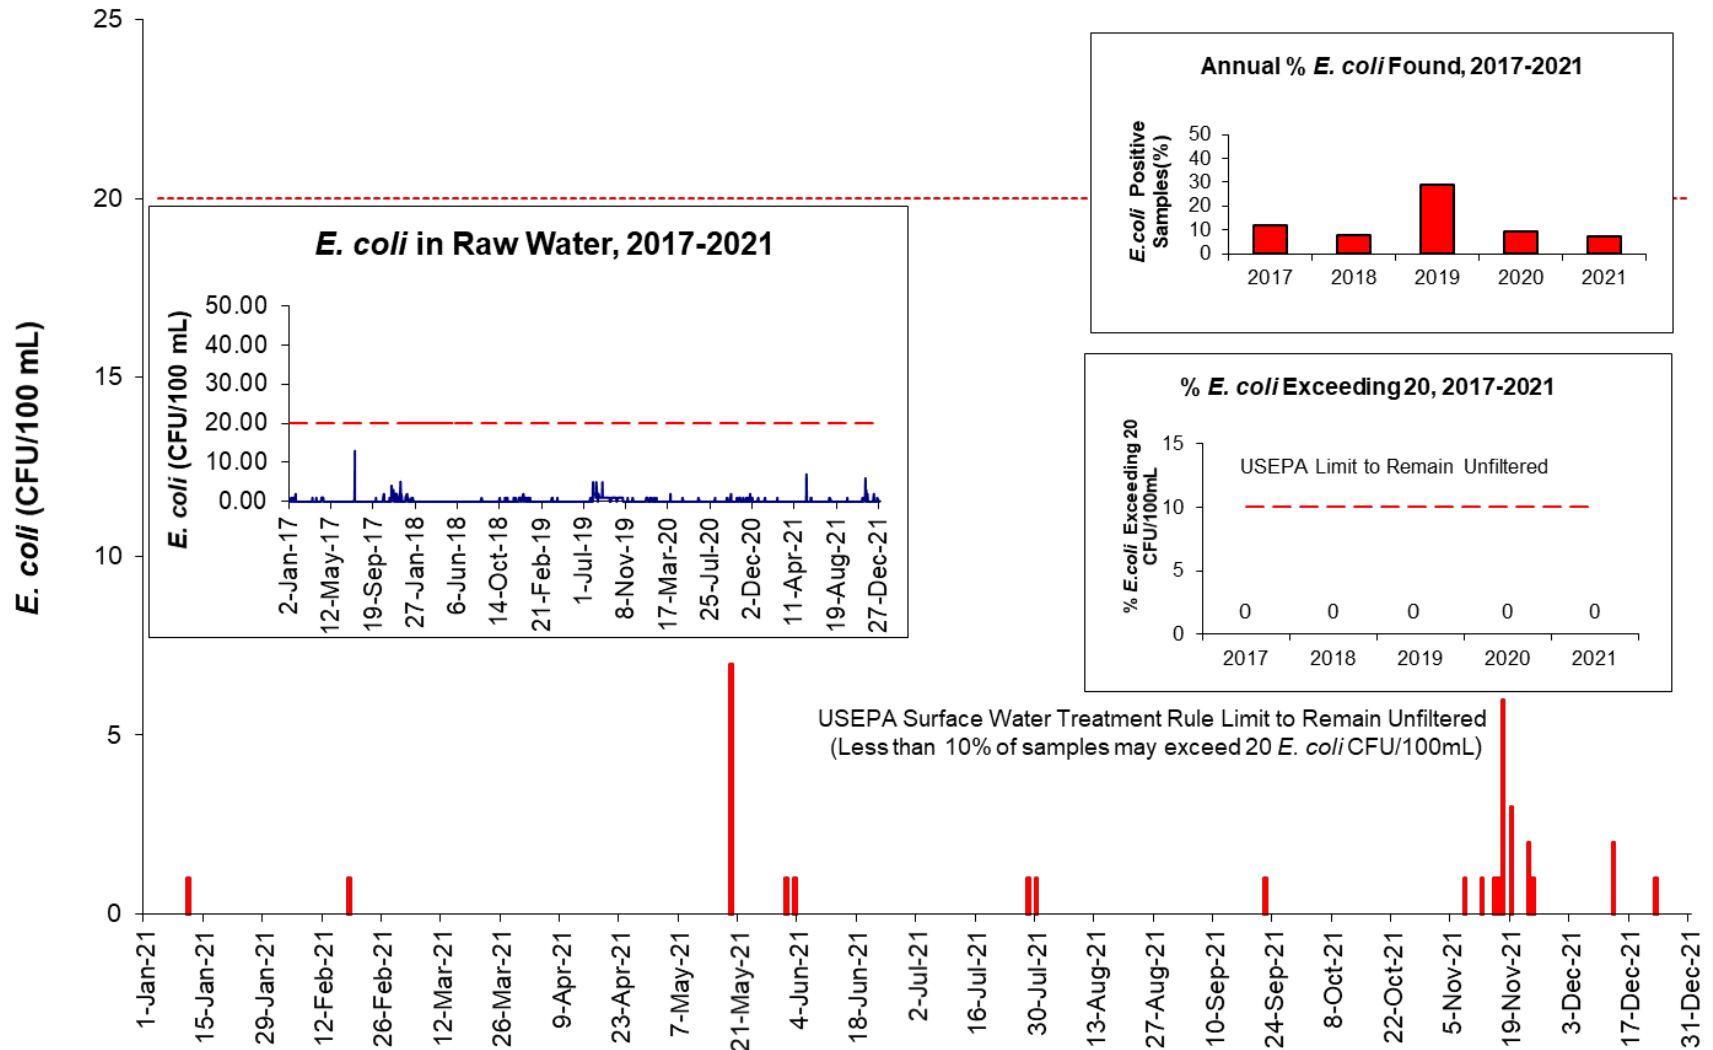 25
20
15
10
5
0
E. coli (CFU/100 mL)
1-Jan-21
15-Jan-21
29-Jan-21
12-Feb-21
26-Feb-21
12-Mar-21
26-Mar-21
9-Apr-21
23-Apr-21
7-May-21
21-May-21
4-Jun-21
18-Jun-21
2-Jul-21
16-Jul-21
30-Jul-21
13-Aug-21
27-Aug-21
10-Sep-21
24-Sep-21
8-Oct-21
22-Oct-21
5-Nov-21
19-Nov-21
3-Dec-21
17-Dec-21
31-Dec-21
E. coli in Raw Water, 2017-2021
E. coli (CFU/100 mL)
50.00
40.00
30.00
20.00
10.00
0.00
2-Jan-17
12-May-17
19-Sep-17
27-Jan-18
6-Jun-18
14-Oct-18
21-Feb-19
1-Jul-19
8-Nov-19
17-Mar-20
25-Jul-20
2-Dec-20
11-Apr-21
19-Aug-21
27-Dec-21
Annual % E. coli Found, 2017-2021
E.coli Positive
Samples(%)
50
40
30
20
10
0
2017 2018 2019 2020 2021
% E. coli Exceeding 20, 2017-2021
% E.coli Exceeding 20
CFU/100mL
15
10
5
0
USEPA Limit to Remain Unfiltered
0 0 0 0 0
2017 2018 2019 2020 2021
USEPA Surface Water Treatment Rule Limit to Remain Unfiltered
(Less than 10% of samples may exceed 20 E. coli CFU/100mL)